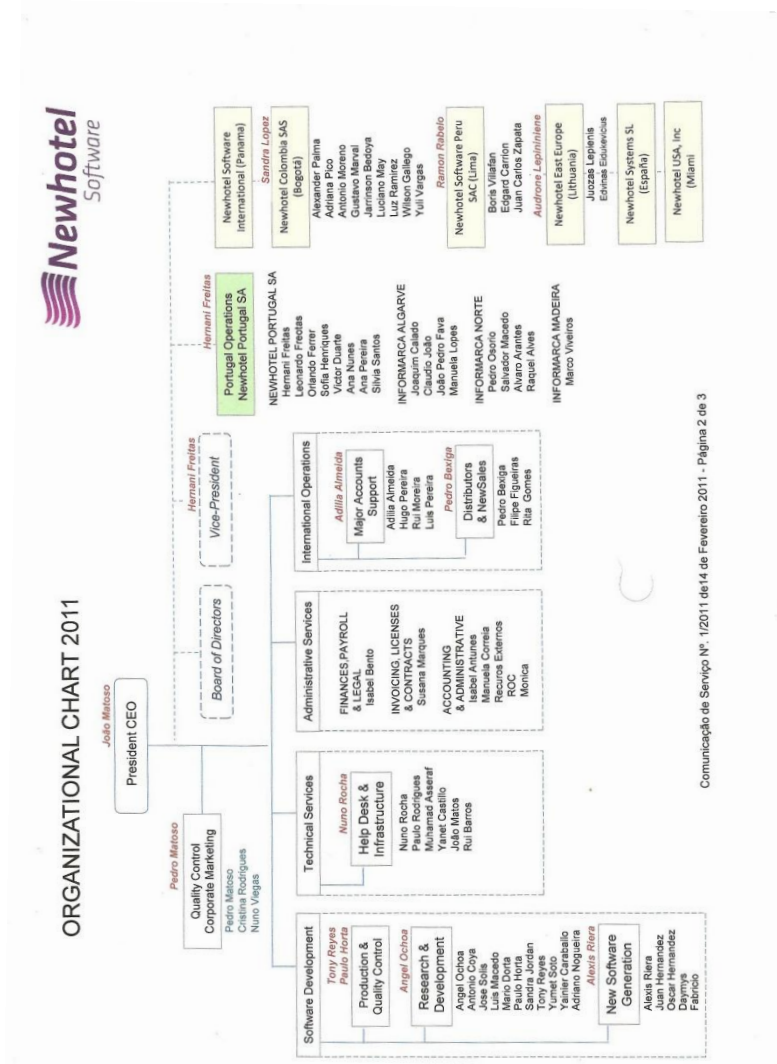 ORGANIZATIONAL CHART 2011
Newhotel
Software
João Matoso
President CEO
Pedro Matoso
Quality Control
Corporate Marketing
Pedro Matoso
Cristina Rodrigues
Nuno Viegas
Board of Directors
Hernani Freitas
Vice-President
Software Development
Tony Reyes
Paulo Horta
Production &
Quality Control
Angel Ochoa
Research &
Development
Angel Ochoa
Antonio Coya
Jose Solis
Luis Macedo
Mario Dorta
Paulo Horta
Sandra Jordan
Tony Reyes
Yumet Soto
Yainier Caraballo
Adriano Nogueira
Alexis Riera
New Software
Generation
Alexis Riera
Juan Hernandez
Oscar Hernandez
Daymys
Fabricio
Technical Services
Nuno Rocha
Help Desk &
Infrastructure
Nuno Rocha
Paulo Rodrigues
Muhamad Asseraf
Yanet Castillo
João Matos
Rui Barros
Administrative Services
FINANCES,PAYROLL
& LEGAL
Isabel Bento
INVOICING, LICENSES
& CONTRACTS
Susana Marques
ACCOUNTING
& ADMINISTRATIVE
Isabel Antunes
Manuela Correia
Recuros Externos
ROC
Monica
International Operations
Adilia Almeida
Major Accounts
Support
Adilia Almeida
Hugo Pereira
Rui Moreira
Luis Pereira
Pedro Bexiga
Distributors
& NewSales
Pedro Bexiga
Filipe Figueiras
Rita Gomes
Hernani Freitas
Portugal Operations
Newhotel Portugal SA
NEWHOTEL PORTUGAL SA
Hernani Freitas
Leonardo Freotas
Orlando Ferrer
Sofia Henriques
Victor Duarte
Ana Nunes
Ana Pereira
Silvia Santos
INFORMARCA ALGARVE
Joaquim Calado
Claudio João
João Pedro Fava
Manuela Lopes
INFORMARCA NORTE
Pedro Osorio
Salvador Macedo
Alvaro Arantes
Raquel Alves
INFORMARCA MADEIRA
Marco Viveiros
Newhotel Software
International (Panama)
Sandra Lopez
Newhotel Colombia SAS
(Bogotá)
Alexander Palma
Adriana Pico
Antonio Moreno
Gustavo Marval
Jarrinson Bedoya
Luciano May
Luz Ramirez
Wilson Gallego
Yuli Vargas
Ramon Rabelo
Newhotel Software Peru
SAC (Lima)
Boris Villafan
Edgard Carrion
Juan Carlos Zapata
Audrone Lepininiene
Newhotel East Europe
(Lithuania)
Juozas Lepienis
Edvinas Eidukevicius
Newhotel Systems SL
(España)
Newhotel USA, Inc
(Miami
Comunicação de Serviço Nº. 1/2011 de14 de Fevereiro 2011 - Página 2 de 3